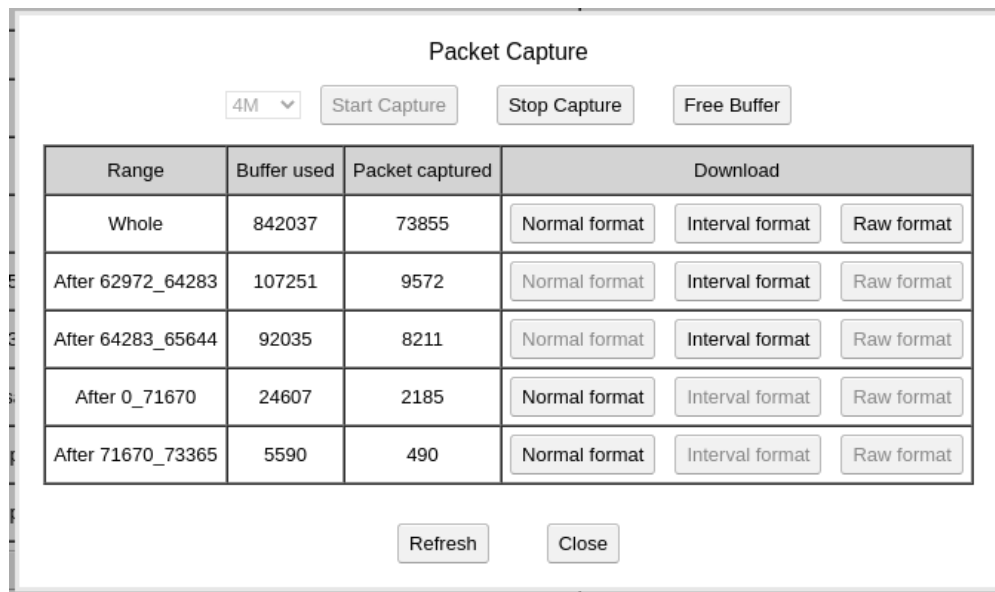 Packet Capture
4M Start Capture Stop Capture Free Buffer
Range Buffer used Packet captured Download
Whole 842037 73855 Normal format Interval format Raw format
After 62972_64283 107251 9572 Normal format Interval format Raw format
After 64283_65644 92035 8211 Normal format Interval format Raw format
After 0_71670 24607 2185 Normal format Interval format Raw format
After 71670_73365 5590 490 Normal format Interval format Raw format
Refresh Close